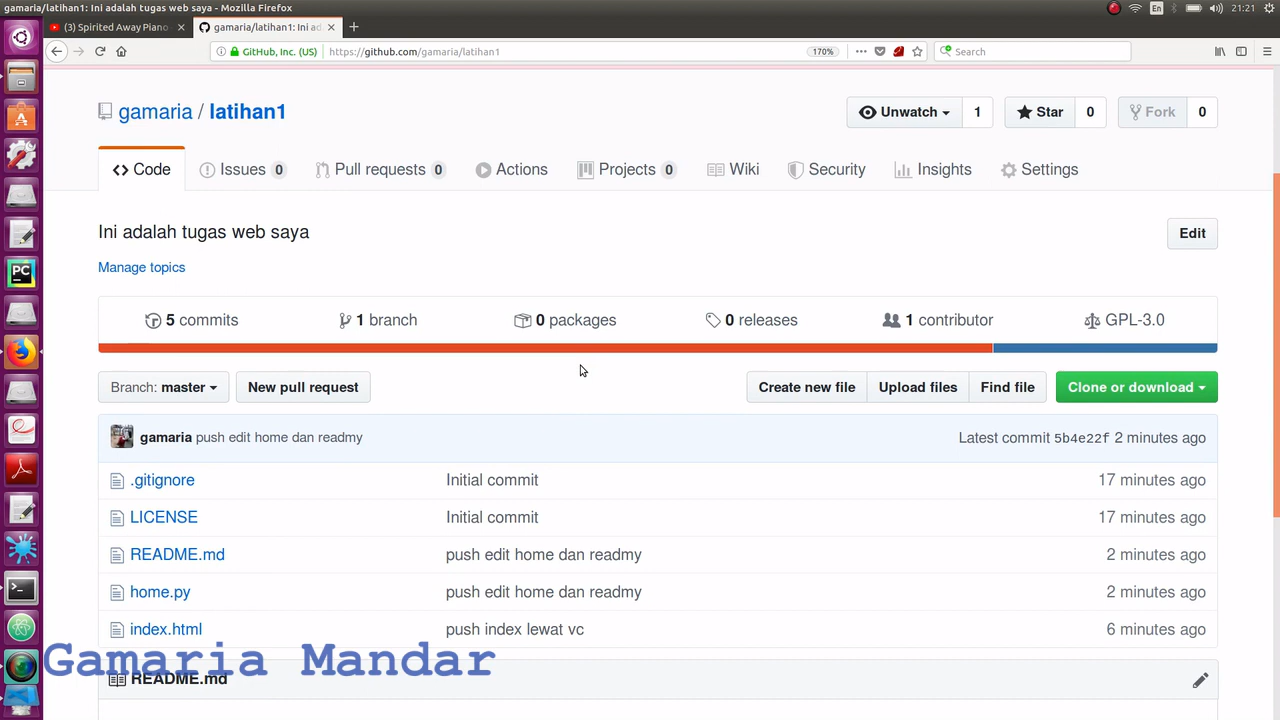 gamaria/latihan1: Ini adalah tugas web saya - Mozilla Firefox
En
21:21
(3) Spirited Away Piano
gamaria/latihan1: Ini ad
GitHub, Inc. (US)
https://github.com/gamaria/latihan1
170%
Search
gamaria / latihan1
Unwatch 1
Star 0
Fork 0
Code
Issues 0
Pull requests 0
Actions
Projects 0
Wiki
Security
Insights
Settings
Ini adalah tugas web saya
Edit
Manage topics
5 commits
1 branch
0 packages
0 releases
1 contributor
GPL-3.0
Branch: master
New pull request
Create new file
Upload files
Find file
Clone or download
gamaria push edit home dan readmy
Latest commit 5b4e22f 2 minutes ago
.gitignore Initial commit 17 minutes ago
LICENSE Initial commit 17 minutes ago
README.md push edit home dan readmy 2 minutes ago
home.py push edit home dan readmy 2 minutes ago
index.html push index lewat vc 6 minutes ago
README.md
Gamaria Mandar
PC